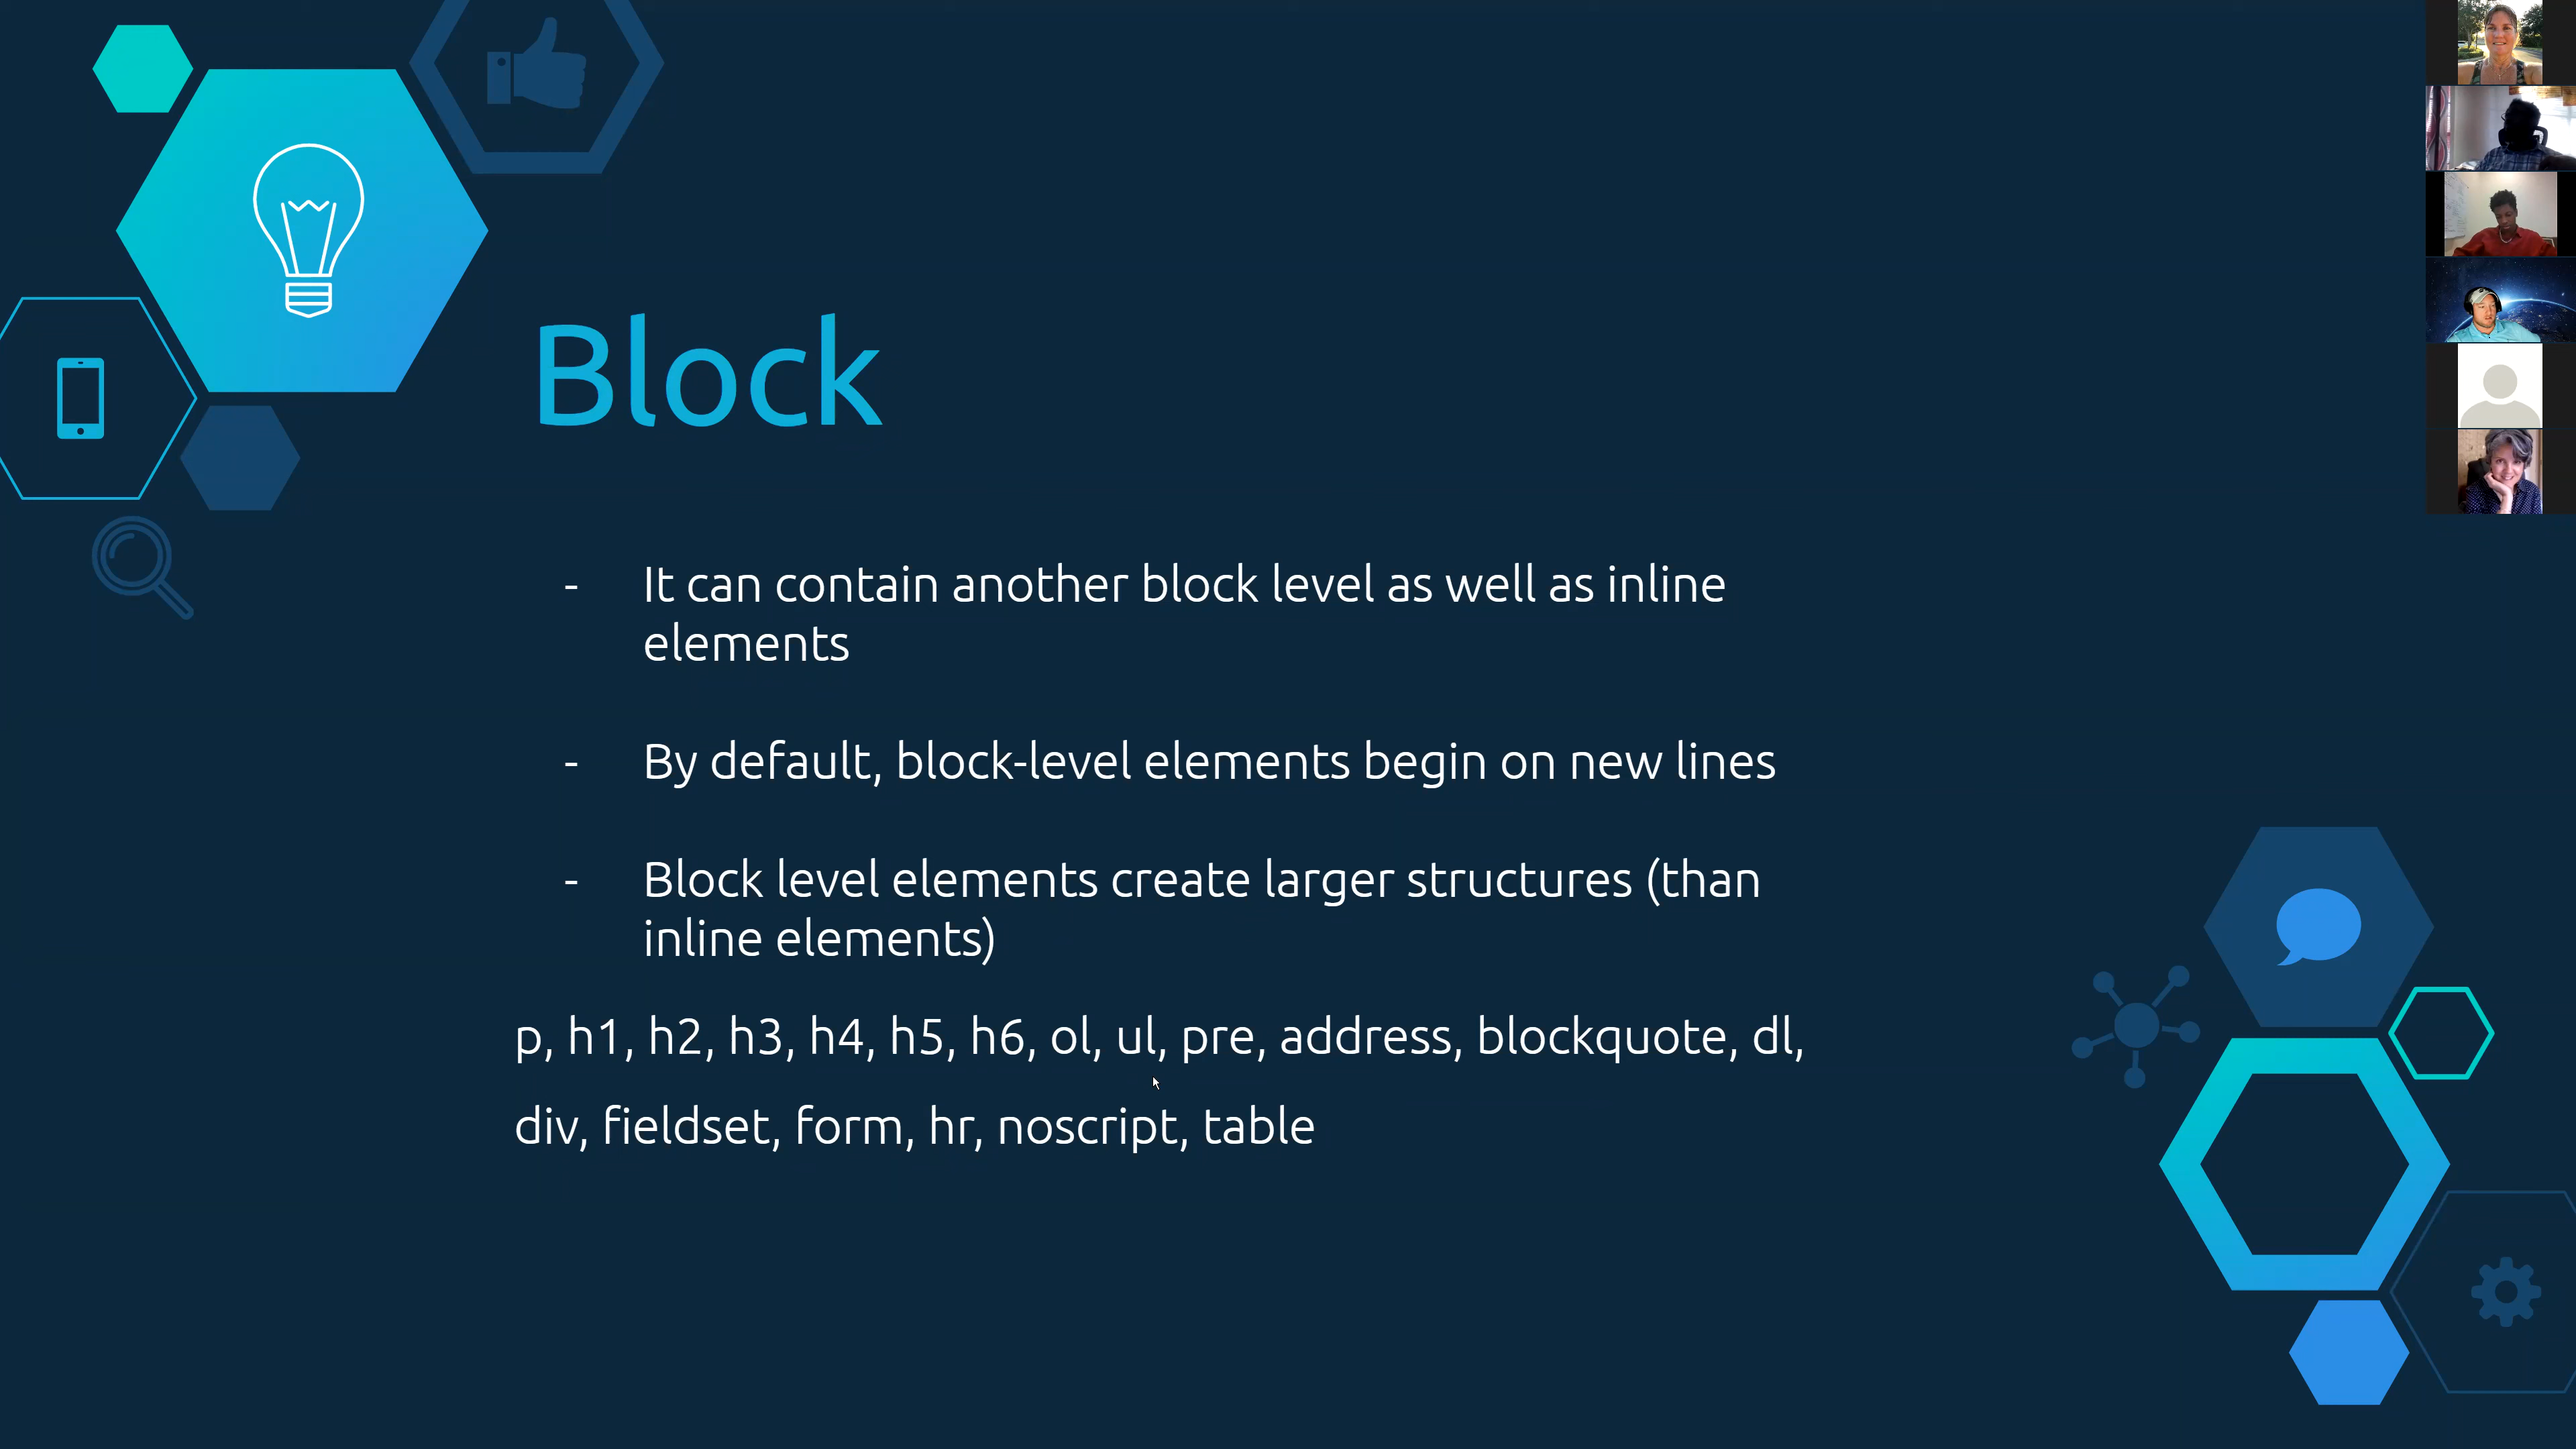 Block
- It can contain another block level as well as inline
elements
- By default, block-level elements begin on new lines
- Block level elements create larger structures (than
inline elements)
p, h1, h2, h3, h4, h5, h6, ol, ul, pre, address, blockquote, dl,
div, fieldset, form, hr, noscript, table